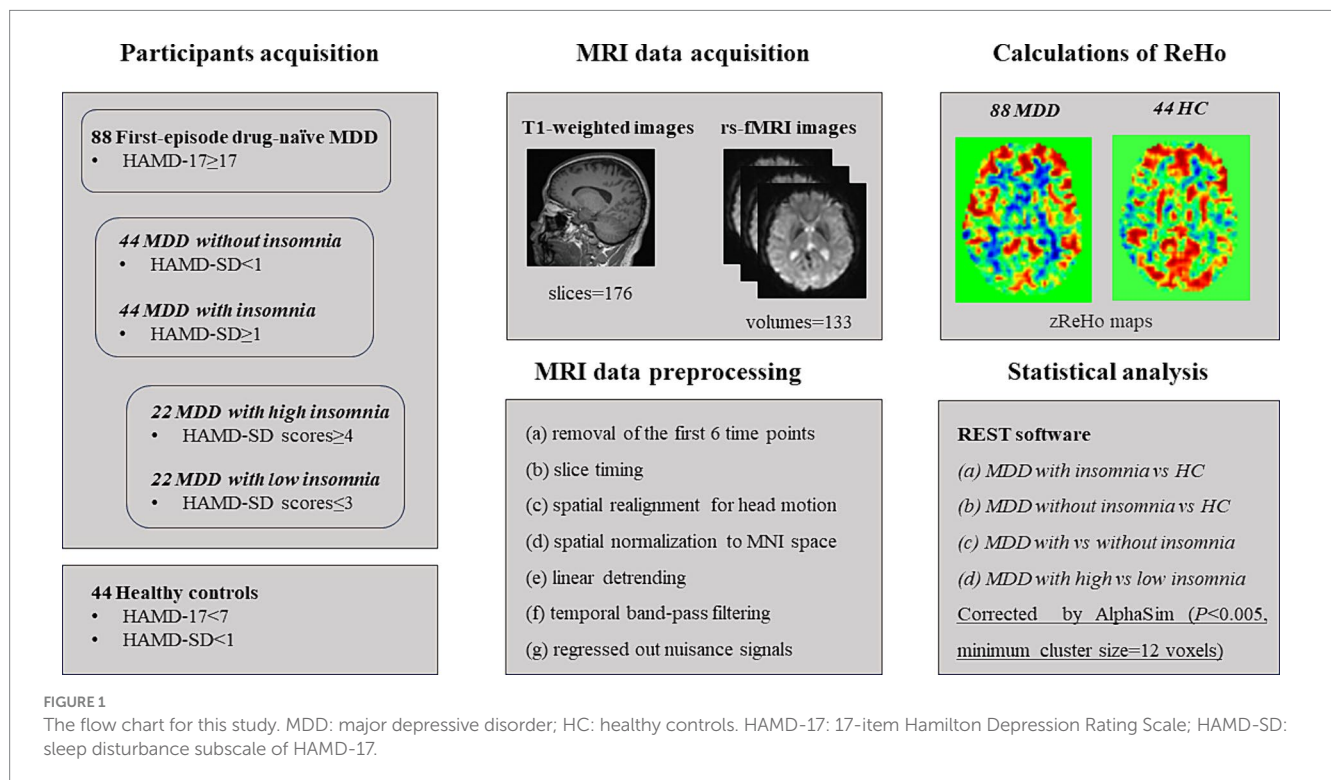 Participants acquisition
88 First-episode drug-naïve MDD
• HAMD-17≥17
44 MDD without insomnia
• HAMD-SD<1
44 MDD with insomnia
• HAMD-SD≥1
22 MDD with high insomnia
• HAMD-SD scores≥4
22 MDD with low insomnia
• HAMD-SD scores≤3
44 Healthy controls
• HAMD-17<7
• HAMD-SD<1
MRI data acquisition
T1-weighted images
rs-fMRI images
slices=176
volumes=133
MRI data preprocessing
(a) removal of the first 6 time points
(b) slice timing
(c) spatial realignment for head motion
(d) spatial normalization to MNI space
(e) linear detrending
(f) temporal band-pass filtering
(g) regressed out nuisance signals
Calculations of ReHo
88 MDD
44 HC
zReHo maps
Statistical analysis
REST software
(a) MDD with insomnia vs HC
(b) MDD without insomnia vs HC
(c) MDD with vs without insomnia
(d) MDD with high vs low insomnia
Corrected by AlphaSim (P<0.005,
minimum cluster size=12 voxels)
FIGURE 1
The flow chart for this study. MDD: major depressive disorder; HC: healthy controls. HAMD-17: 17-item Hamilton Depression Rating Scale; HAMD-SD:
sleep disturbance subscale of HAMD-17.